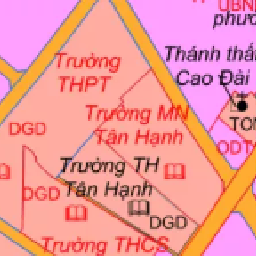 UBN
phườ
Thánh thấ
Cao Đài
Trường
THPT
Trường MN
Tân Hạnh
DGD
TON
ODT
Trường TH
Tân Hạnh
DGD
DGD
Trường THCS